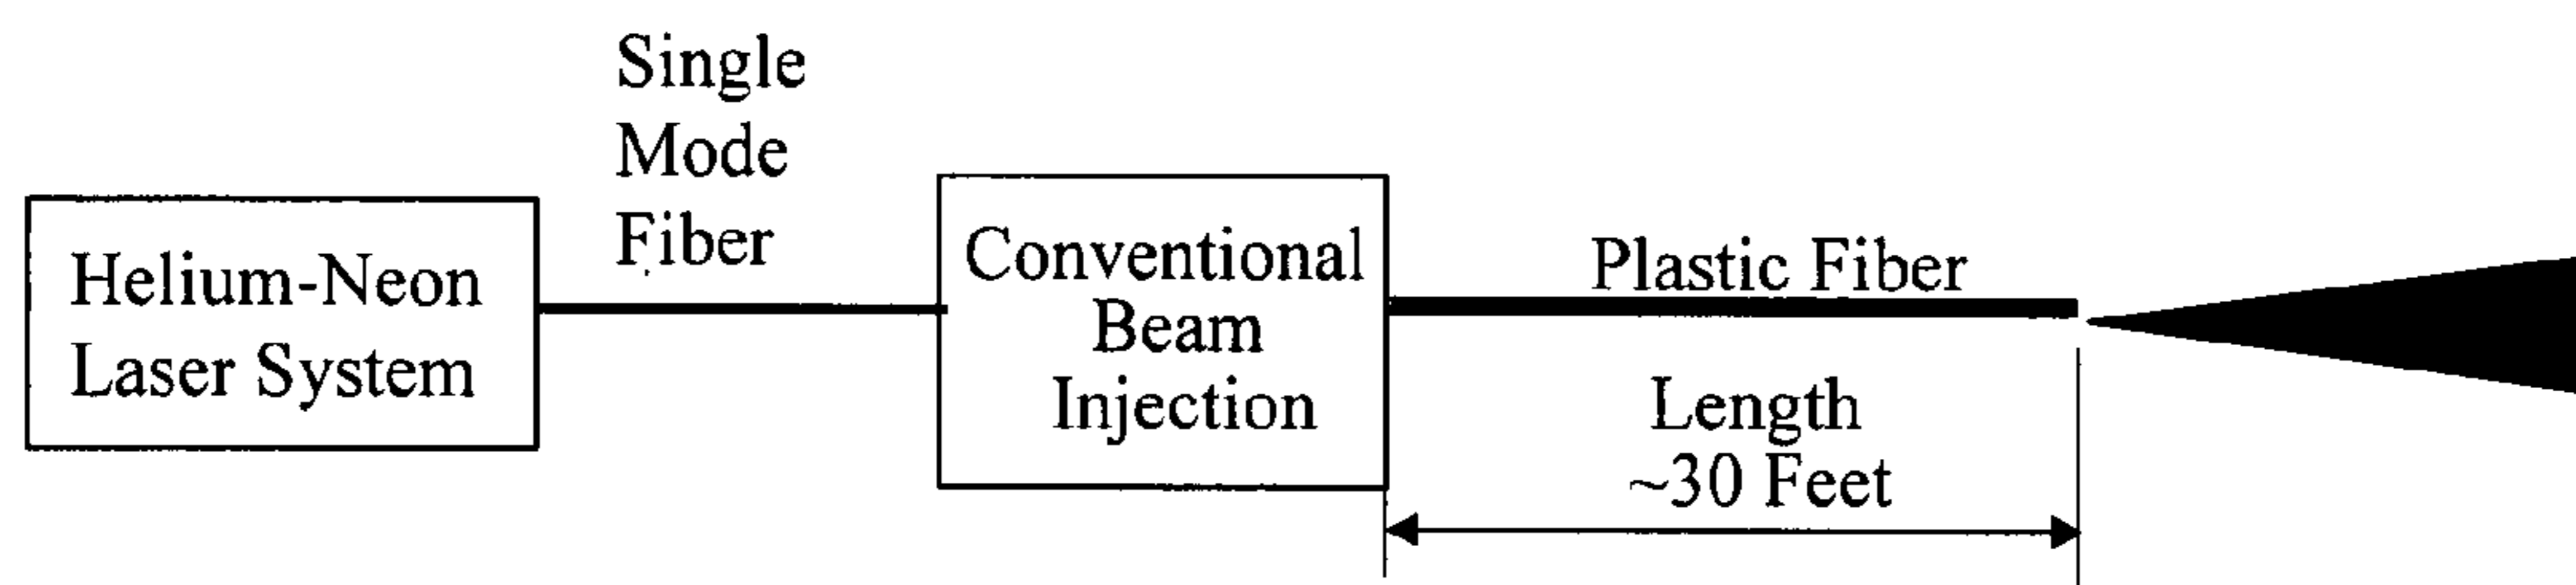 Helium-Neon
Laser System
Single
Mode
Fiber
Conventional
Beam
Injection
Plastic Fiber
Length
~30 Feet